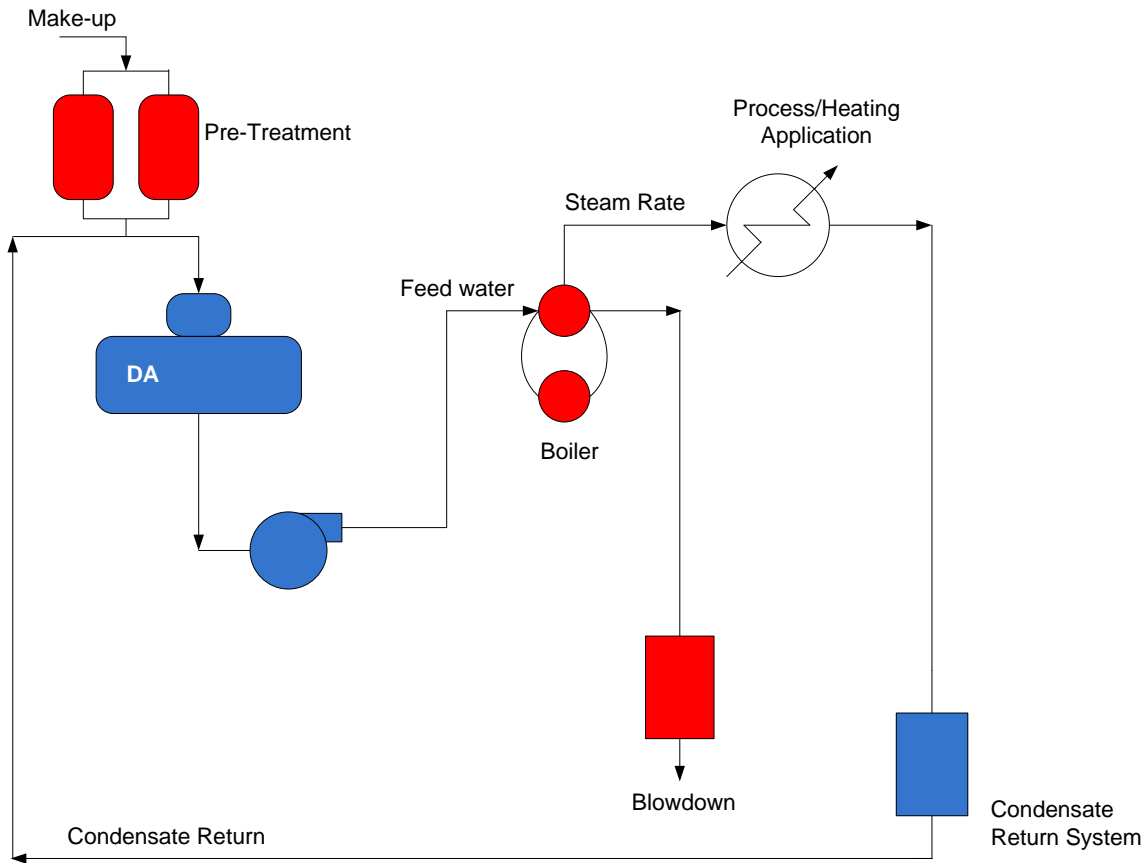 Make-up
Pre-Treatment
Process/Heating
Application
Steam Rate
Feed water
DA
Boiler
Blowdown
Condensate
Return System
Condensate Return